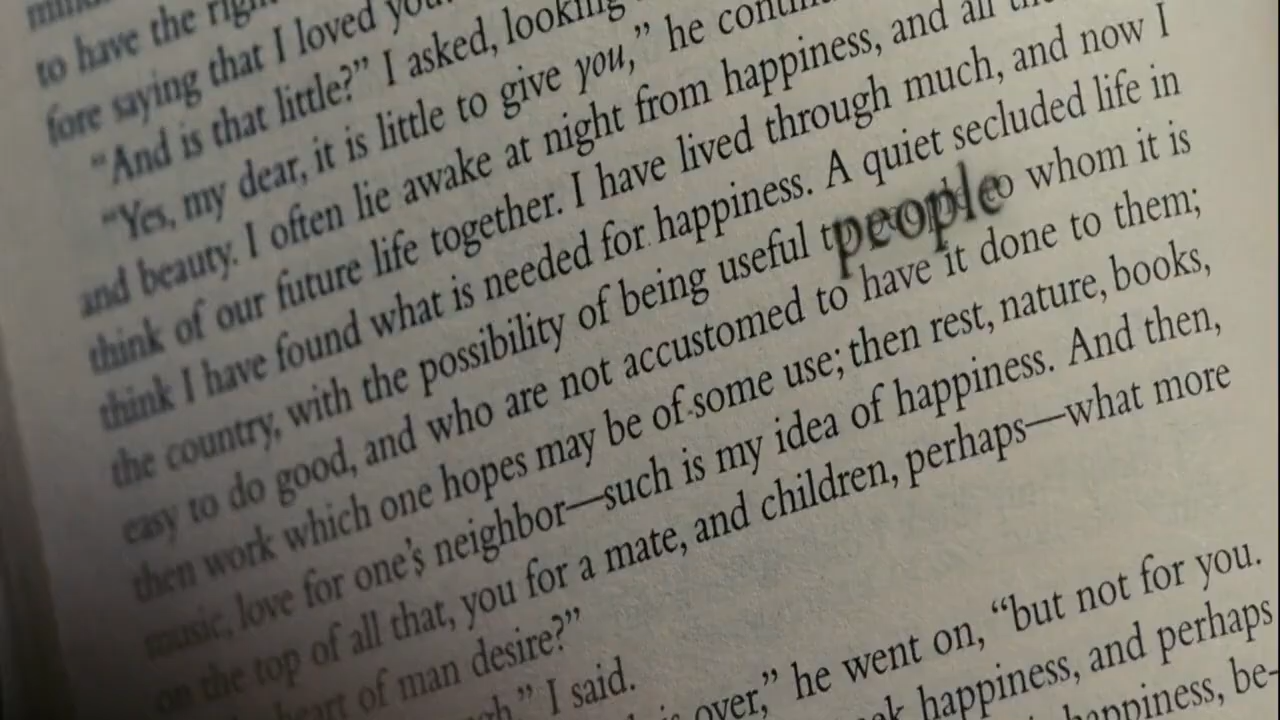 to have the right
fore saying that I loved you.
“And is that little?” I asked, looking
“Yes, my dear, it is little to give you,” he
and beauty. I often lie awake at night from happiness, and all
think of our future life together. I have lived through much, and now I
think I have found what is needed for happiness. A quiet secluded life in
the country, with the possibility of being useful people to whom it is
easy to do good, and who are not accustomed to have it done to them;
then work which one hopes may be of some use; then rest, nature, books,
music, love for one’s neighbor—such is my idea of happiness. And then,
on the top of all that, you for a mate, and children, perhaps—what more
heart of man desire?”
I said.
over,” he went on, “but not for you.
happiness, and perhaps
happiness, be-